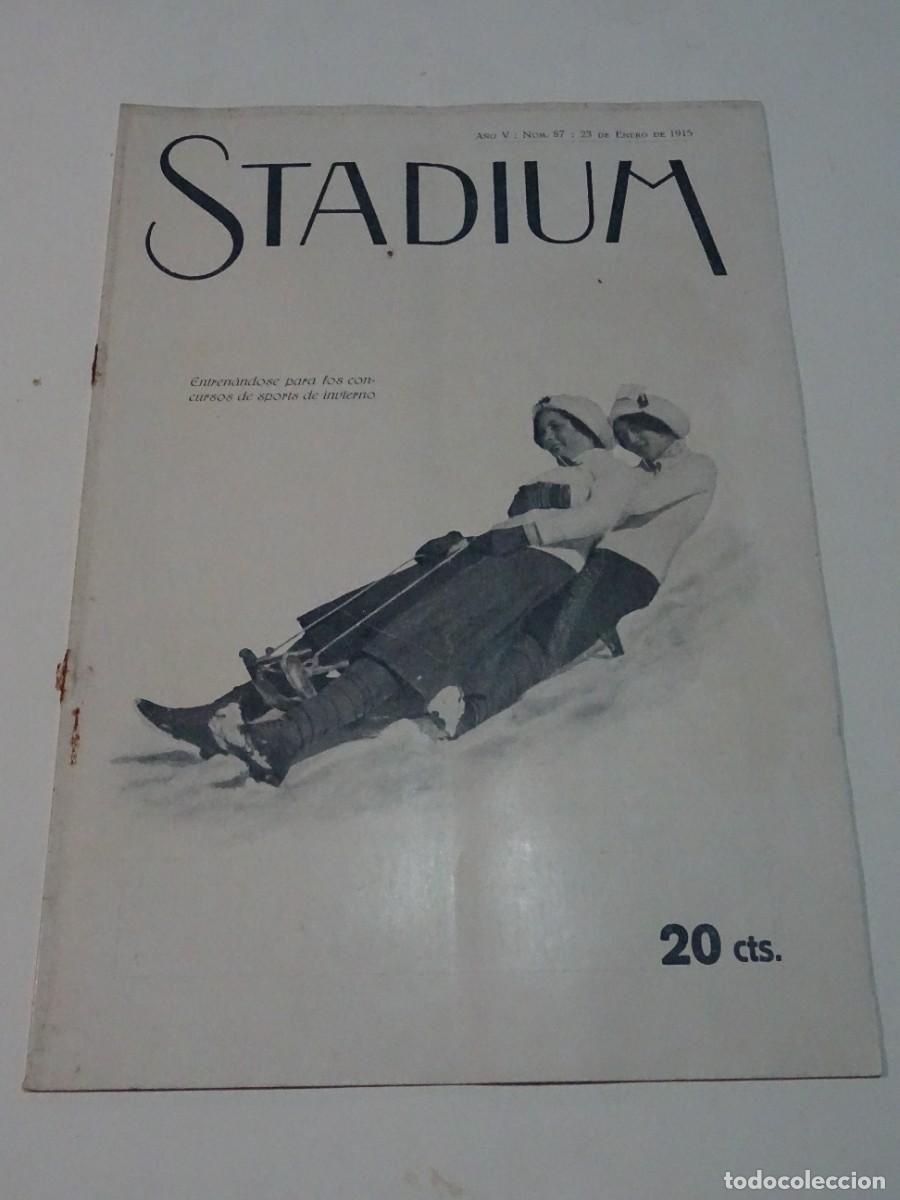 Año V : Núm. 87 : 23 de Enero de 1915
STADIUM
Entrenándose para los con-
cursos de sports de invierno
20 cts.
todocoleccion